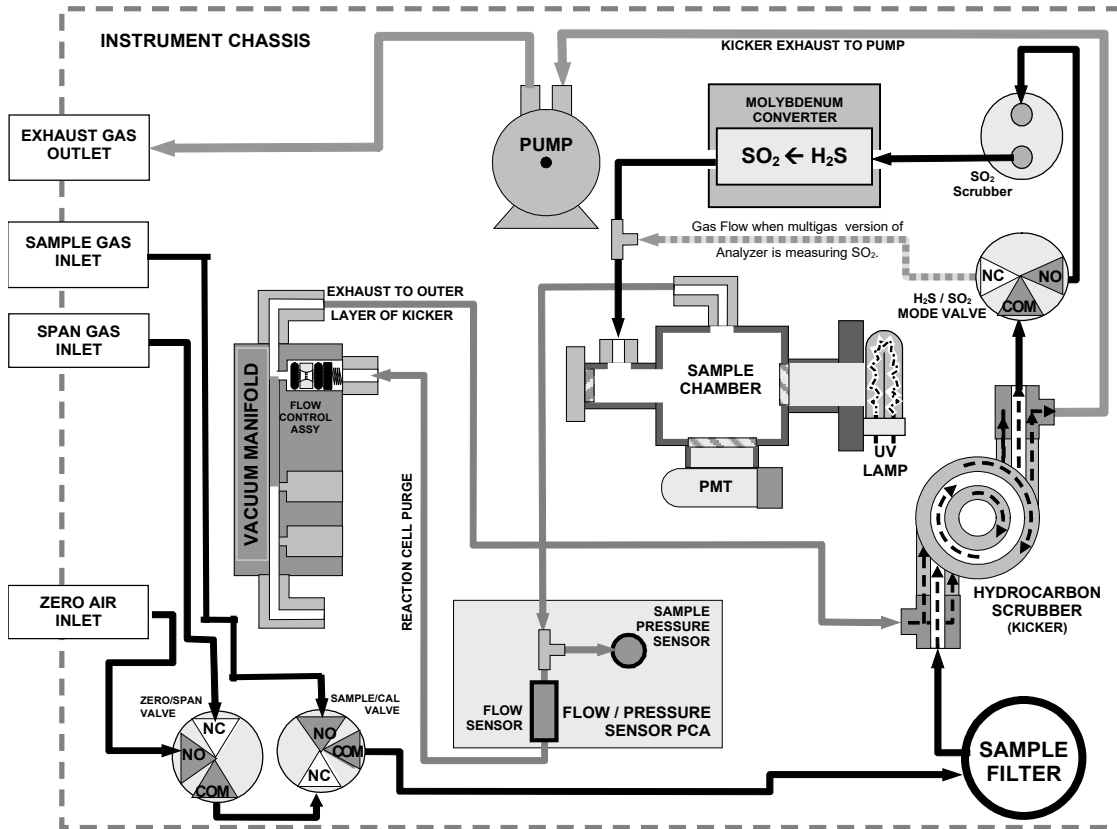 INSTRUMENT CHASSIS
KICKER EXHAUST TO PUMP
EXHAUST GAS
OUTLET
PUMP
MOLYBDENUM
CONVERTER
SO₂ ← H₂S
SO₂
Scrubber
SAMPLE GAS
INLET
Gas Flow when multigas version of
Analyzer is measuring SO₂.
NC
NO
COM
H₂S / SO₂
MODE VALVE
SPAN GAS
INLET
EXHAUST TO OUTER
LAYER OF KICKER
VACUUM MANIFOLD
FLOW
CONTROL
ASSY
SAMPLE
CHAMBER
UV
LAMP
PMT
REACTION CELL PURGE
ZERO AIR
INLET
HYDROCARBON
SCRUBBER
(KICKER)
SAMPLE
PRESSURE
SENSOR
FLOW
SENSOR
FLOW / PRESSURE
SENSOR PCA
ZERO/SPAN
VALVE
NC
NO
COM
SAMPLE/CAL
VALVE
NO
COM
NC
SAMPLE
FILTER